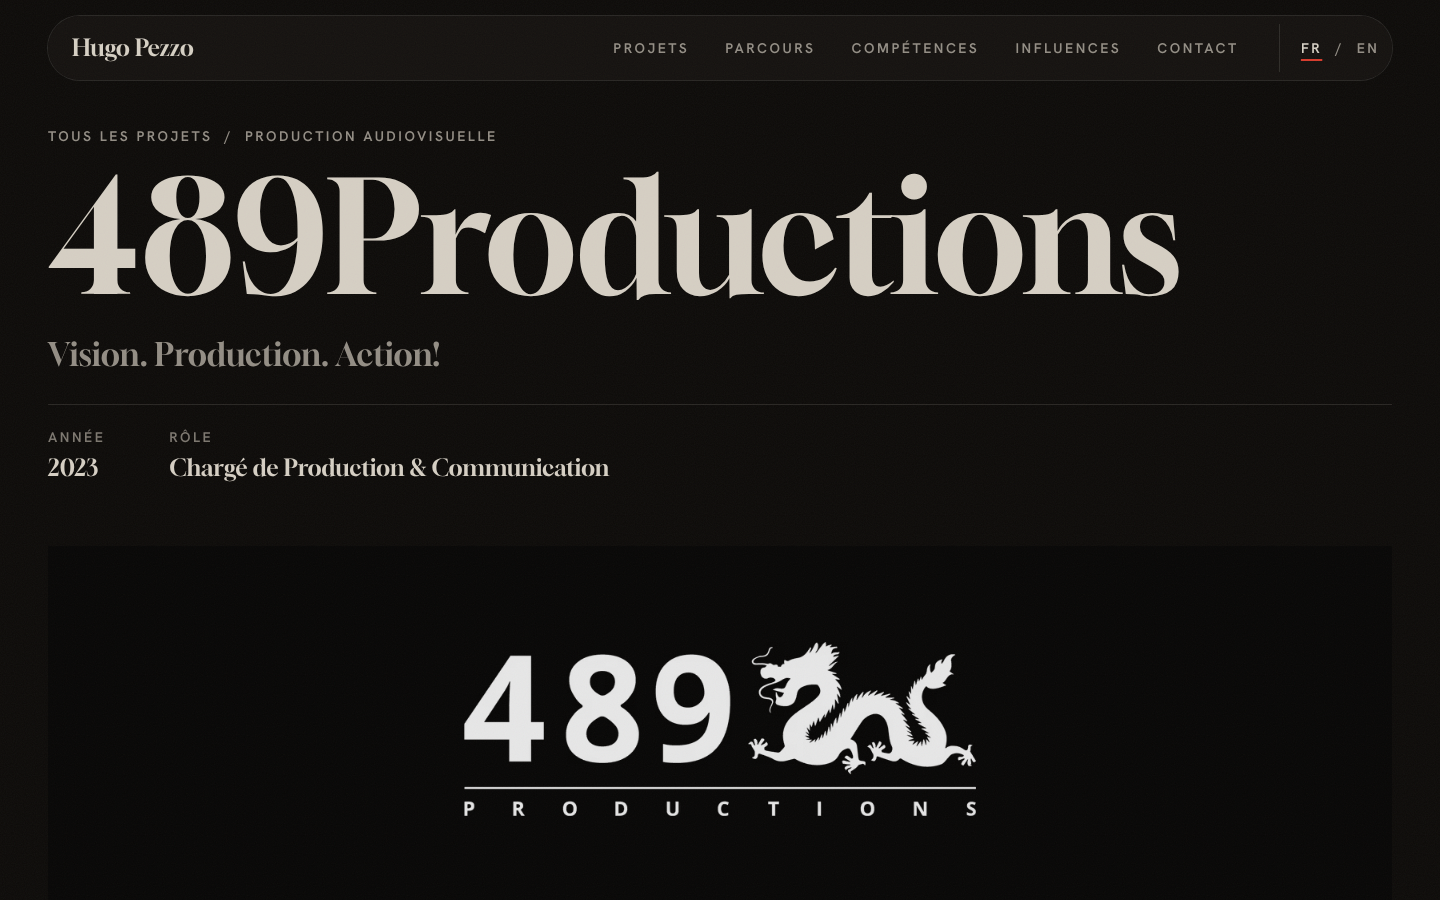 Hugo Pezzo
PROJETS PARCOURS COMPÉTENCES INFLUENCES CONTACT FR / EN
TOUS LES PROJETS / PRODUCTION AUDIOVISUELLE
489Productions
Vision. Production. Action!
ANNÉE
2023
RÔLE
Chargé de Production & Communication
489
PRODUCTIONS